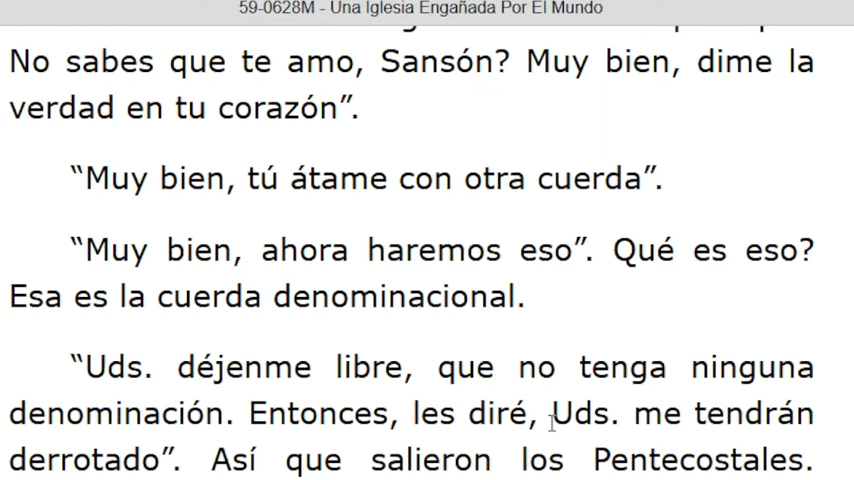 59-0628M - Una Iglesia Engañada Por El Mundo
No sabes que te amo, Sansón? Muy bien, dime la
verdad en tu corazón”.
“Muy bien, tú átame con otra cuerda”.
“Muy bien, ahora haremos eso”. Qué es eso?
Esa es la cuerda denominacional.
“Uds. déjenme libre, que no tenga ninguna
denominación. Entonces, les diré, Uds. me tendrán
derrotado”. Así que salieron los Pentecostales.